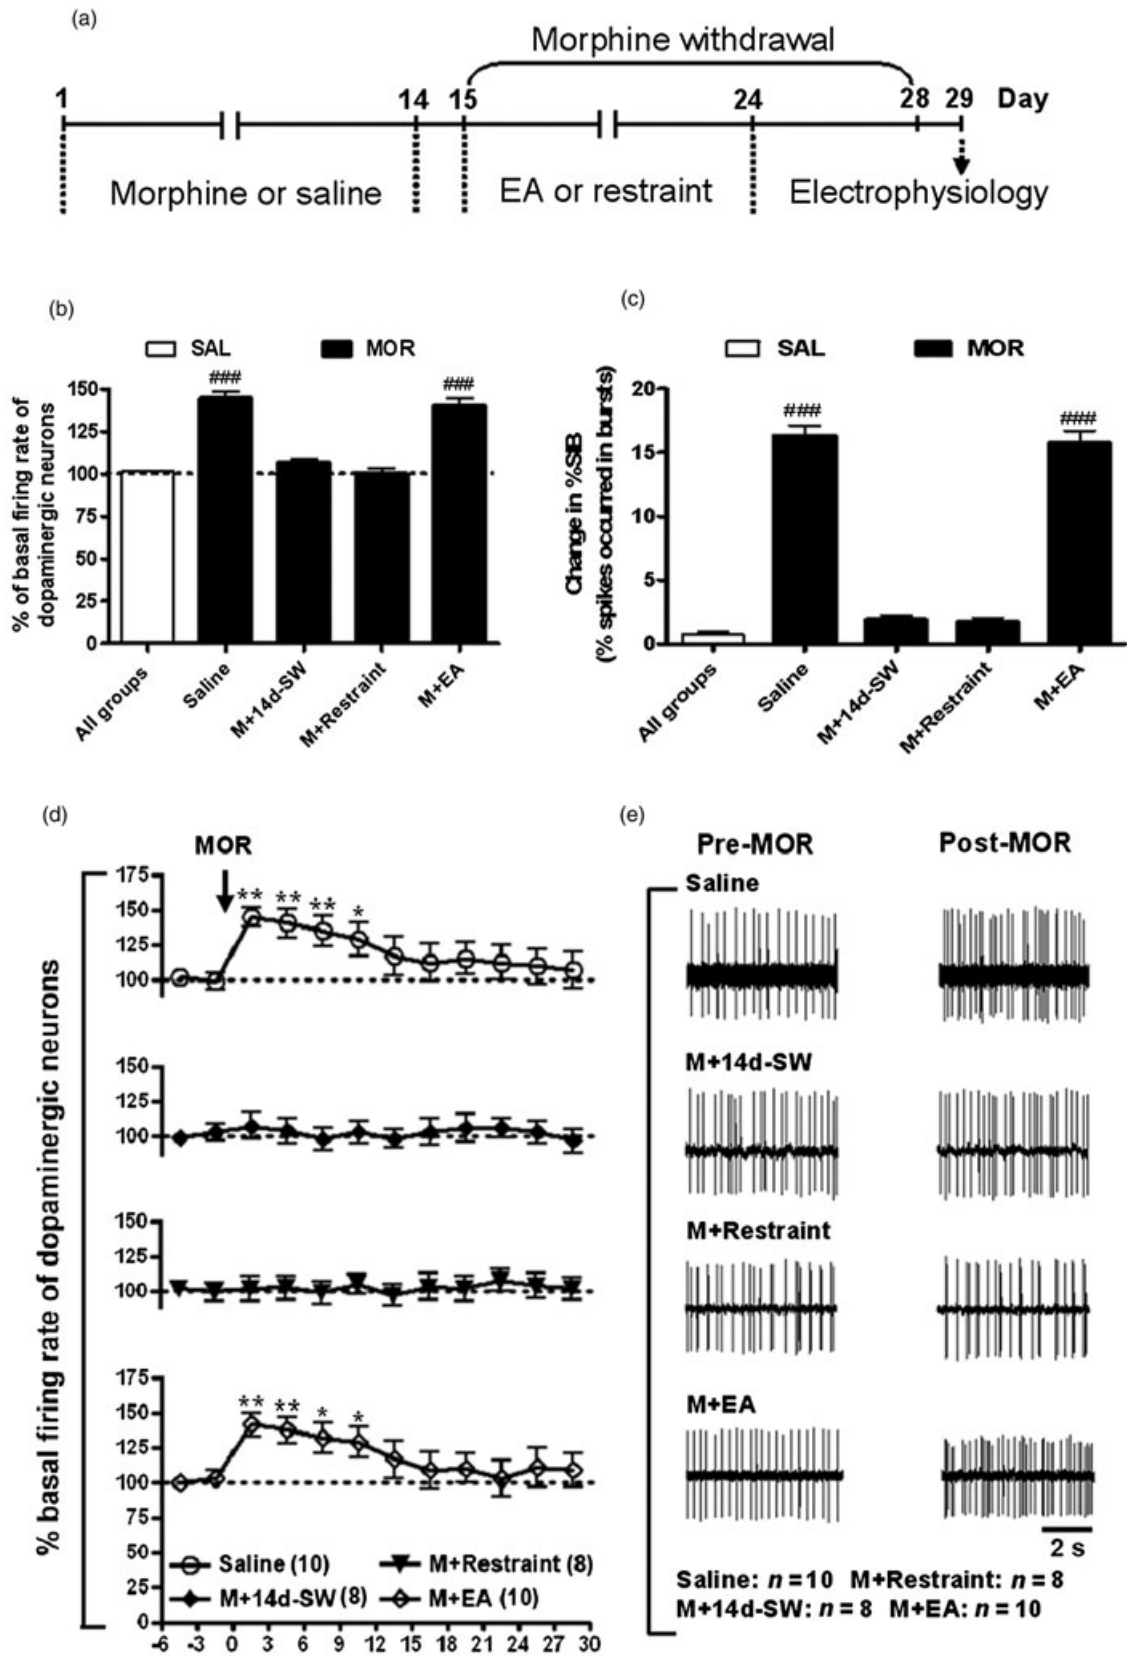 (a)
Morphine withdrawal
1 14 15 24 28 29 Day
Morphine or saline EA or restraint Electrophysiology
(b)
SAL MOR
% of basal firing rate of
dopaminergic neurons
150
100
75
50
25
0
### ###
All groups Saline M+14d-SW M+Restraint M+EA
(c)
SAL MOR
Change in %SIB
(% spikes occurred in bursts)
20
15
10
5
0
### ###
All groups Saline M+14d-SW M+Restraint M+EA
(d)
MOR
% basal firing rate of dopaminergic neurons
175
150
125
100
** ** ** *
150
125
100
150
125
100
175
150
125
100
75
50
25
0
** ** * *
Saline (10) M+Restraint (8)
M+14d-SW (8) M+EA (10)
-6 -3 0 3 6 9 12 15 18 21 24 27 30
(e)
Pre-MOR Post-MOR
Saline
M+14d-SW
M+Restraint
M+EA
2 s
Saline: n=10 M+Restraint: n=8
M+14d-SW: n=8 M+EA: n=10